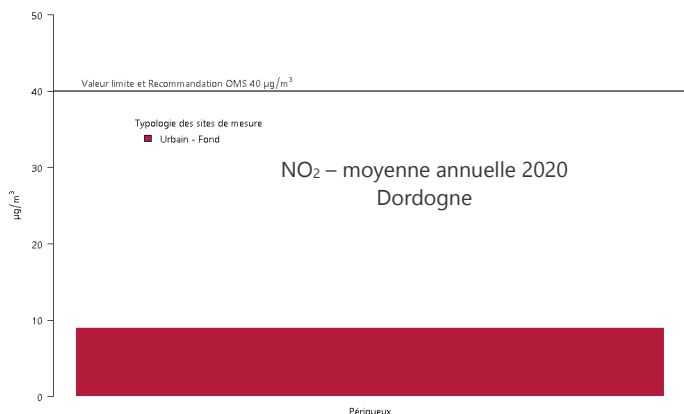 50
Valeur limite et Recommandation OMS 40 µg/m³
40
Typologie des sites de mesure
Urbain - Fond
NO₂ – moyenne annuelle 2020
Dordogne
30
µg/m³
20
10
0
Périgueux